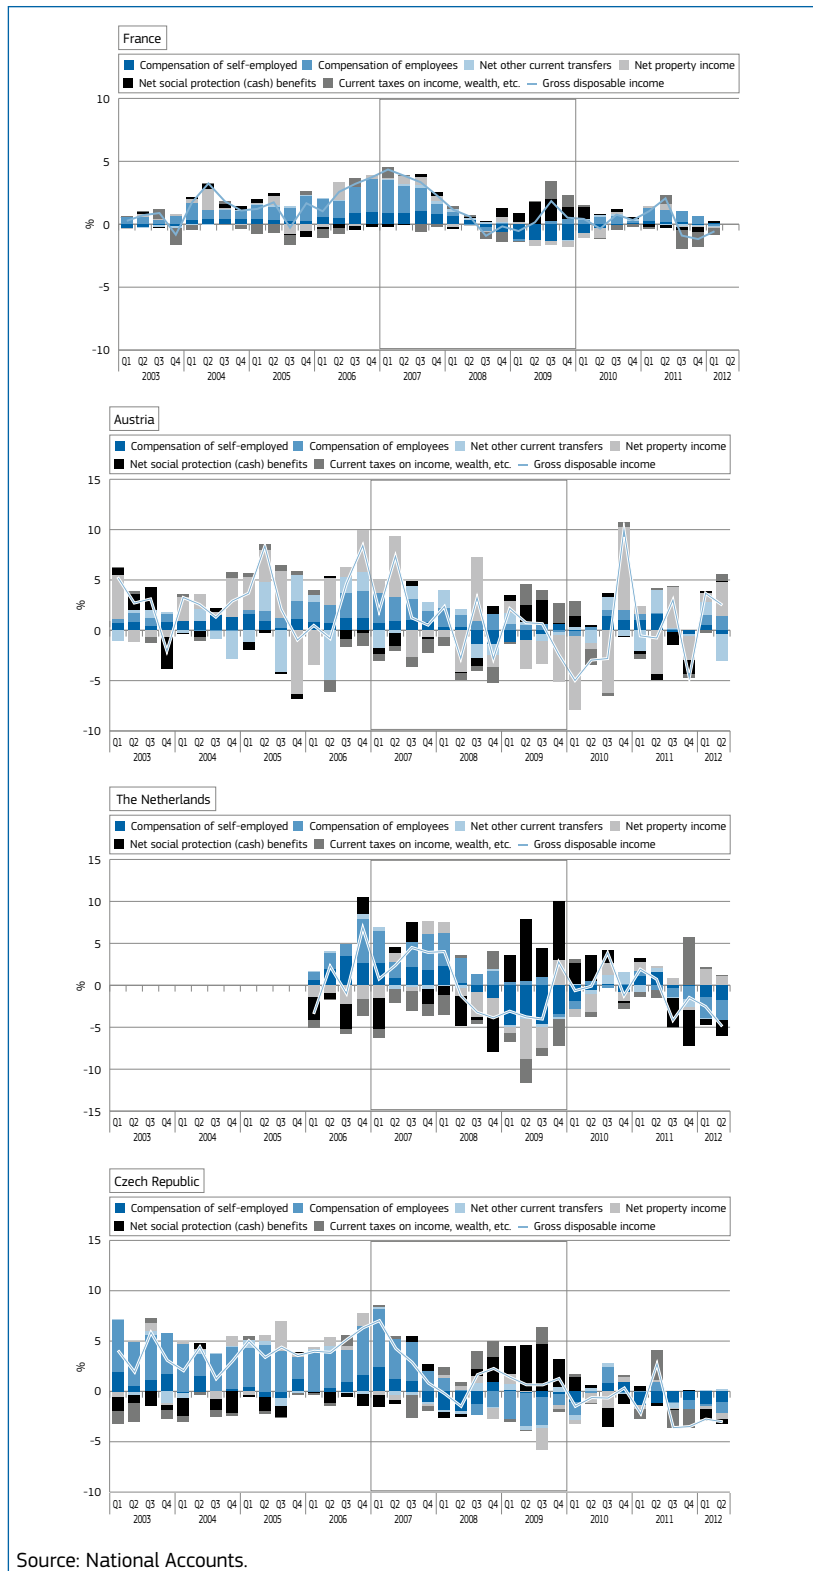 France
Compensation of self-employed Compensation of employees Net other current transfers Net property income
Net social protection (cash) benefits Current taxes on income, wealth, etc. Gross disposable income
10
5
0
-5
-10
%
Q1 Q2 Q3 Q4 Q1 Q2 Q3 Q4 Q1 Q2 Q3 Q4 Q1 Q2 Q3 Q4 Q1 Q2 Q3 Q4 Q1 Q2 Q3 Q4 Q1 Q2 Q3 Q4 Q1 Q2 Q3 Q4 Q1 Q2 Q3 Q4 Q1 Q2
2003 2004 2005 2006 2007 2008 2009 2010 2011 2012
Austria
Compensation of self-employed Compensation of employees Net other current transfers Net property income
Net social protection (cash) benefits Current taxes on income, wealth, etc. Gross disposable income
15
10
5
0
-5
-10
%
Q1 Q2 Q3 Q4 Q1 Q2 Q3 Q4 Q1 Q2 Q3 Q4 Q1 Q2 Q3 Q4 Q1 Q2 Q3 Q4 Q1 Q2 Q3 Q4 Q1 Q2 Q3 Q4 Q1 Q2 Q3 Q4 Q1 Q2 Q3 Q4 Q1 Q2
2003 2004 2005 2006 2007 2008 2009 2010 2011 2012
The Netherlands
Compensation of self-employed Compensation of employees Net other current transfers Net property income
Net social protection (cash) benefits Current taxes on income, wealth, etc. Gross disposable income
15
10
5
0
-5
-10
-15
%
Q1 Q2 Q3 Q4 Q1 Q2 Q3 Q4 Q1 Q2 Q3 Q4 Q1 Q2 Q3 Q4 Q1 Q2 Q3 Q4 Q1 Q2 Q3 Q4 Q1 Q2 Q3 Q4 Q1 Q2 Q3 Q4 Q1 Q2 Q3 Q4 Q1 Q2
2003 2004 2005 2006 2007 2008 2009 2010 2011 2012
Czech Republic
Compensation of self-employed Compensation of employees Net other current transfers Net property income
Net social protection (cash) benefits Current taxes on income, wealth, etc. Gross disposable income
15
10
5
0
-5
-10
%
Q1 Q2 Q3 Q4 Q1 Q2 Q3 Q4 Q1 Q2 Q3 Q4 Q1 Q2 Q3 Q4 Q1 Q2 Q3 Q4 Q1 Q2 Q3 Q4 Q1 Q2 Q3 Q4 Q1 Q2 Q3 Q4 Q1 Q2 Q3 Q4 Q1 Q2
2003 2004 2005 2006 2007 2008 2009 2010 2011 2012
Source: National Accounts.